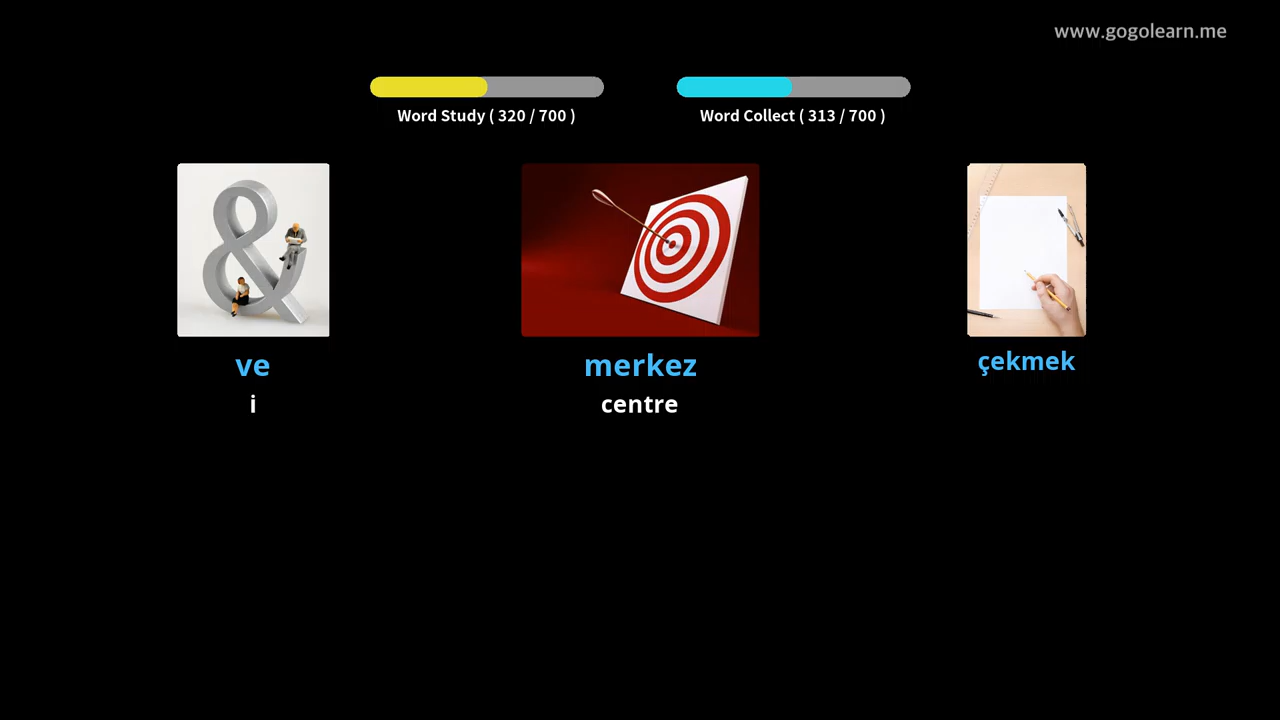 www.gogolearn.me
Word Study ( 320 / 700 )
Word Collect ( 313 / 700 )
&
ve
i
merkez
centre
çekmek